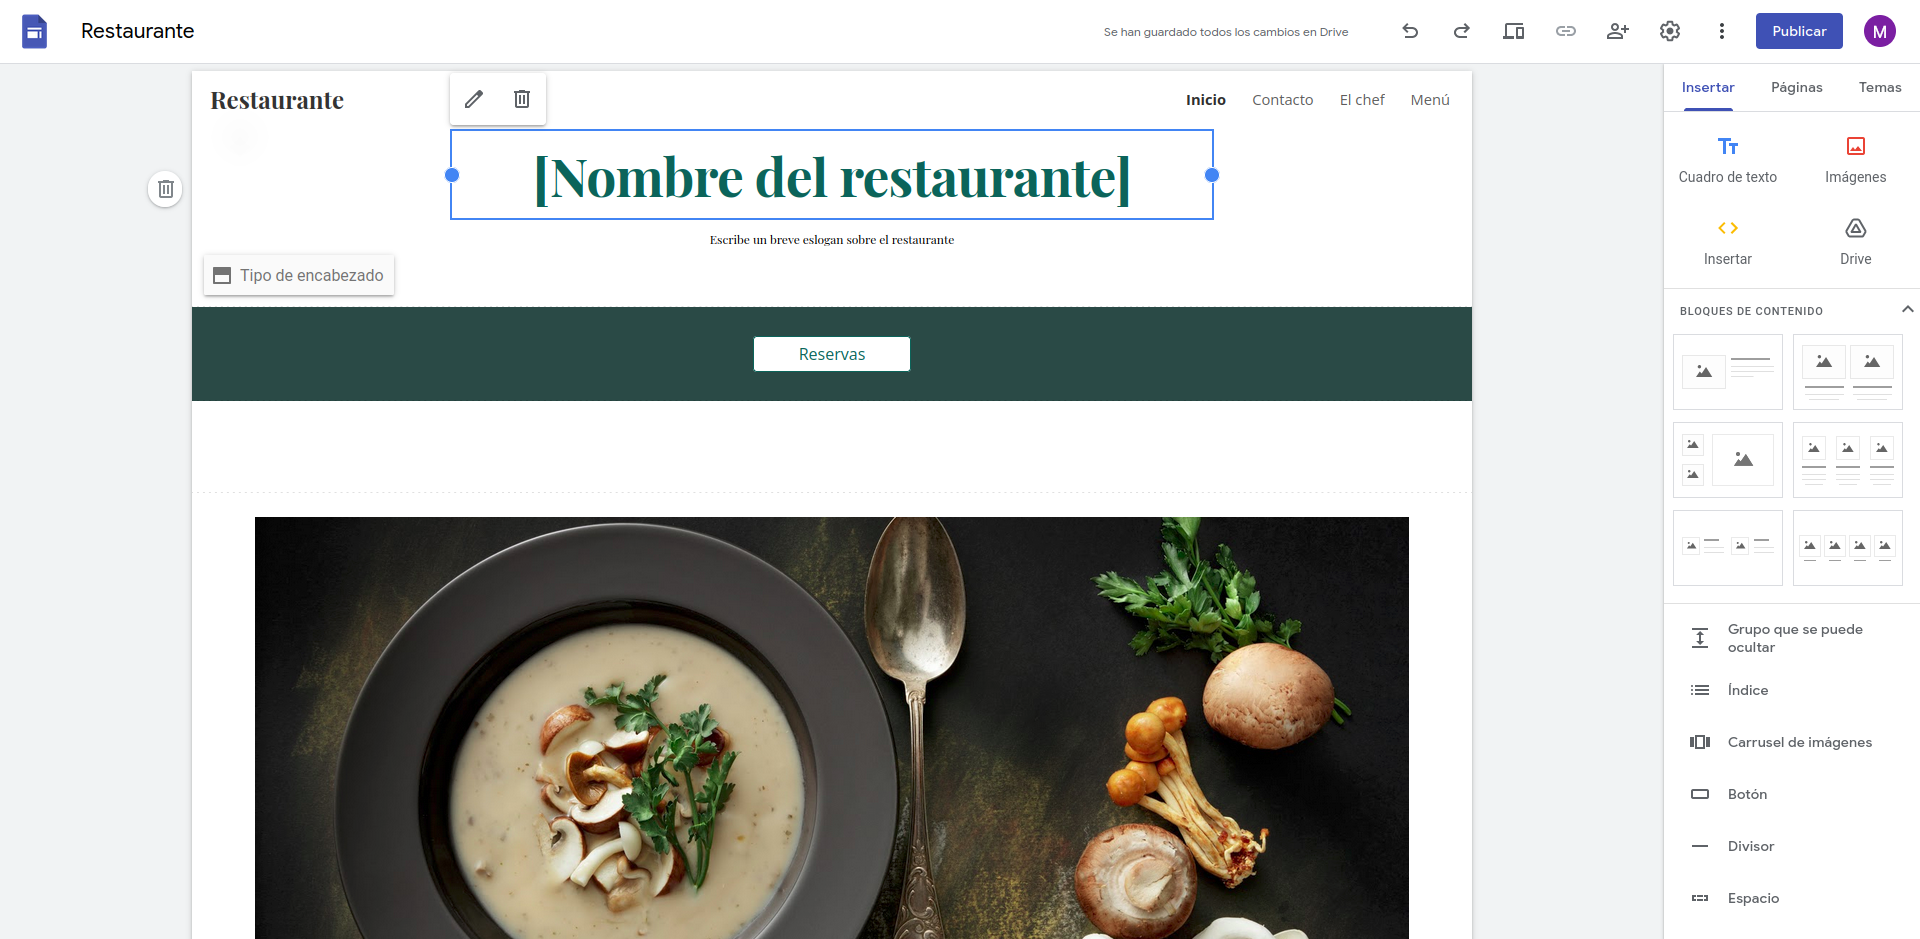 Restaurante
Se han guardado todos los cambios en Drive
Publicar
M
Restaurante
Inicio
Contacto
El chef
Menú
[Nombre del restaurante]
Escribe un breve eslogan sobre el restaurante
Tipo de encabezado
Reservas
Insertar
Páginas
Temas
Cuadro de texto
Imágenes
Insertar
Drive
BLOQUES DE CONTENIDO
Grupo que se puede
ocultar
Índice
Carrusel de imágenes
Botón
Divisor
Espacio